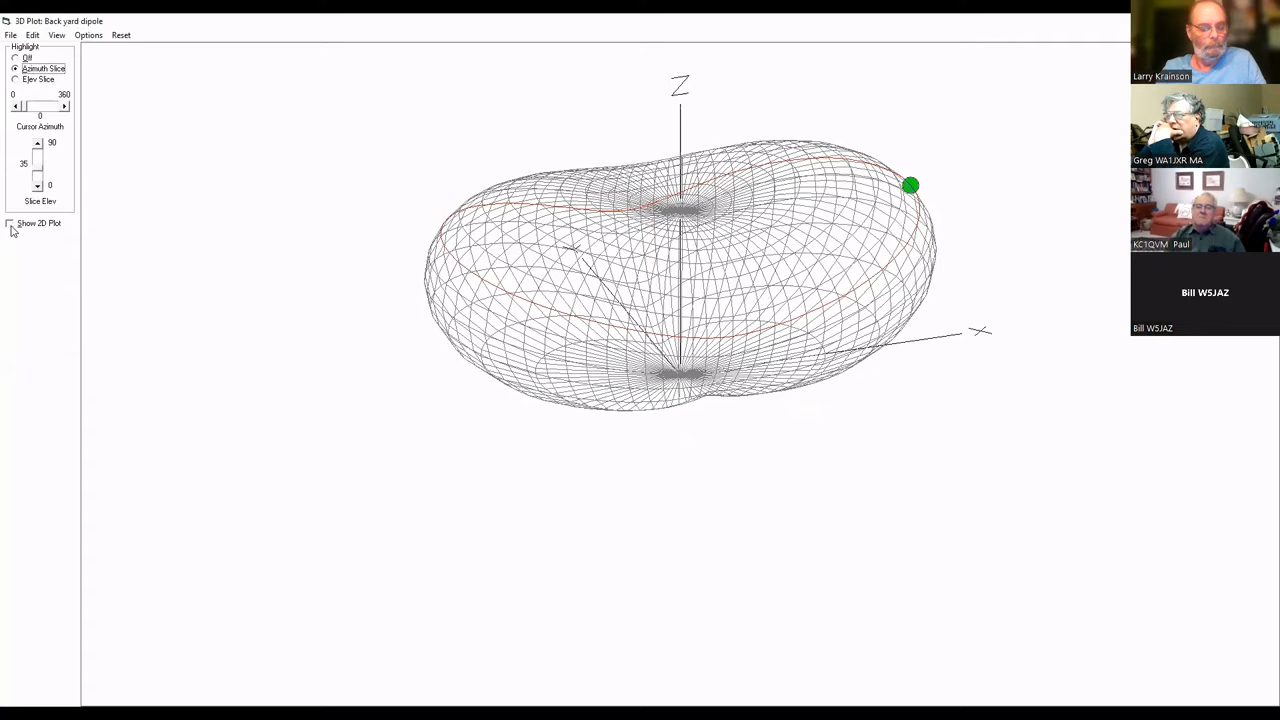 3D Plot: Back yard dipole
File Edit View Options Reset
Highlight
Off
Azimuth Slice
Elev Slice
0 360
0
Cursor Azimuth
90
35
0
Slice Elev
Show 2D Plot
Z
X
Larry Krainson
Greg WA1JXR MA
KC1QVM Paul
Bill W5JAZ
Bill W5JAZ